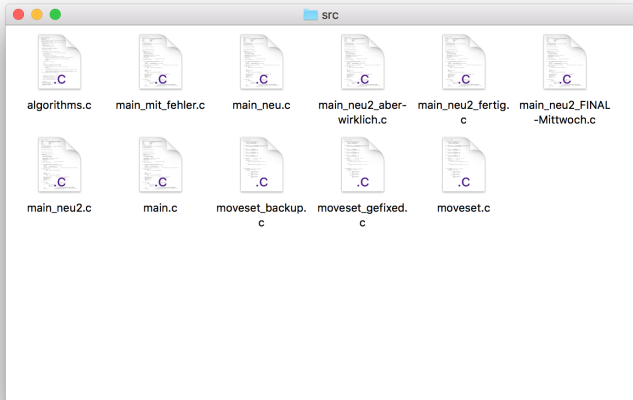 src
.C .C .C .C .C .C
algorithms.c main_mit_fehler.c main_neu.c main_neu2_aber- main_neu2_fertig. main_neu2_FINAL
wirklich.c c -Mittwoch.c
.C .C .C .C .C
main_neu2.c main.c moveset_backup. moveset_gefixed. moveset.c
c c